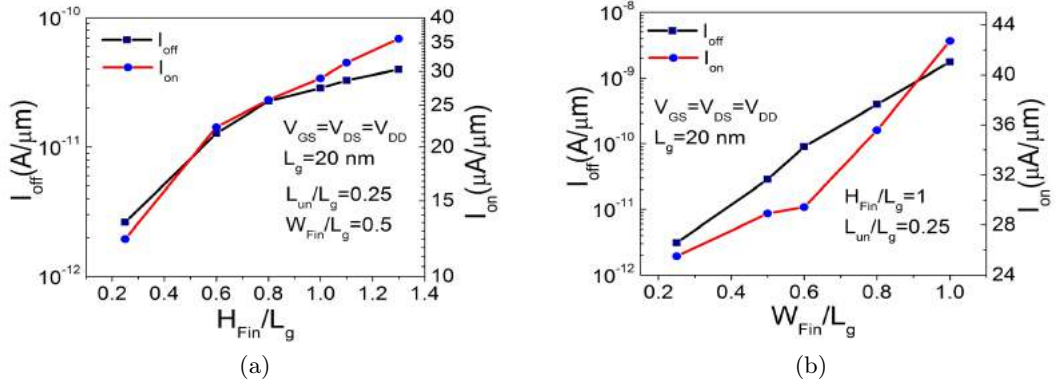 10⁻¹⁰
10⁻¹¹
10⁻¹²
I_off(A/μm)
I_off
I_on
V_GS=V_DS=V_DD
L_g=20 nm
L_un/L_g=0.25
W_Fin/L_g=0.5
40
35
30
25
20
15
10
I_on(μA/μm)
0.2 0.4 0.6 0.8 1.0 1.2 1.4
H_Fin/L_g
(a)
10⁻⁸
10⁻⁹
10⁻¹⁰
10⁻¹¹
10⁻¹²
I_off(A/μm)
I_off
I_on
V_GS=V_DS=V_DD
L_g=20 nm
H_Fin/L_g=1
L_un/L_g=0.25
44
40
36
32
28
24
I_on(μA/μm)
0.2 0.4 0.6 0.8 1.0
W_Fin/L_g
(b)